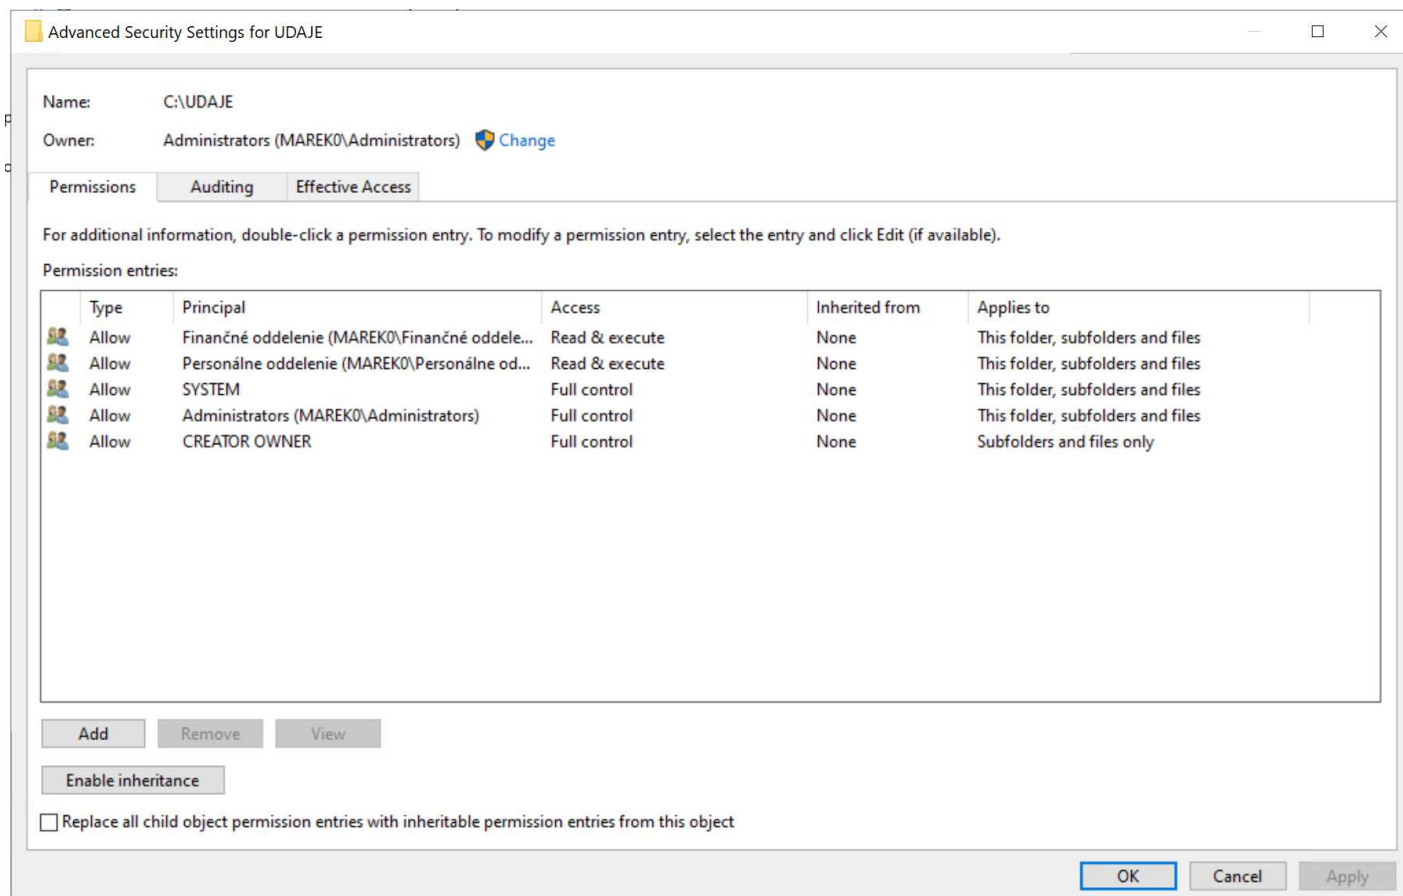 Advanced Security Settings for UDAJE
Name: C:\UDAJE
Owner: Administrators (MAREK0\Administrators) Change
Permissions Auditing Effective Access
For additional information, double-click a permission entry. To modify a permission entry, select the entry and click Edit (if available).
Permission entries:
Type Principal Access Inherited from Applies to
Allow Finančné oddelenie (MAREK0\Finančné oddele... Read & execute None This folder, subfolders and files
Allow Personálne oddelenie (MAREK0\Personálne od... Read & execute None This folder, subfolders and files
Allow SYSTEM Full control None This folder, subfolders and files
Allow Administrators (MAREK0\Administrators) Full control None This folder, subfolders and files
Allow CREATOR OWNER Full control None Subfolders and files only
Add Remove View
Enable inheritance
Replace all child object permission entries with inheritable permission entries from this object
OK Cancel Apply